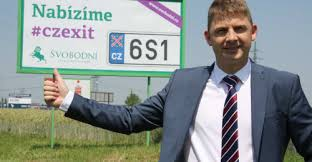 Nabízíme
#czexit
SVOBODNÍ
CZ 6S1